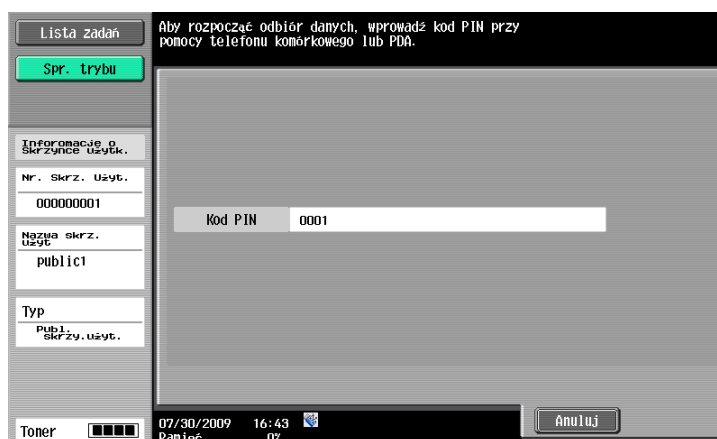 Lista zadań
Spr. trybu
Aby rozpocząć odbiór danych, wprowadź kod PIN przy
pomocy telefonu komórkowego lub PDA.
Inforomacje o
Skrzynce użytk.
Nr. Skrz. Użyt.
000000001
Nazwa skrz.
użyt
public1
Typ
Publ.
skrzy.użyt.
Kod PIN 0001
Toner
07/30/2009 16:43
Pamięć 0%
Anuluj